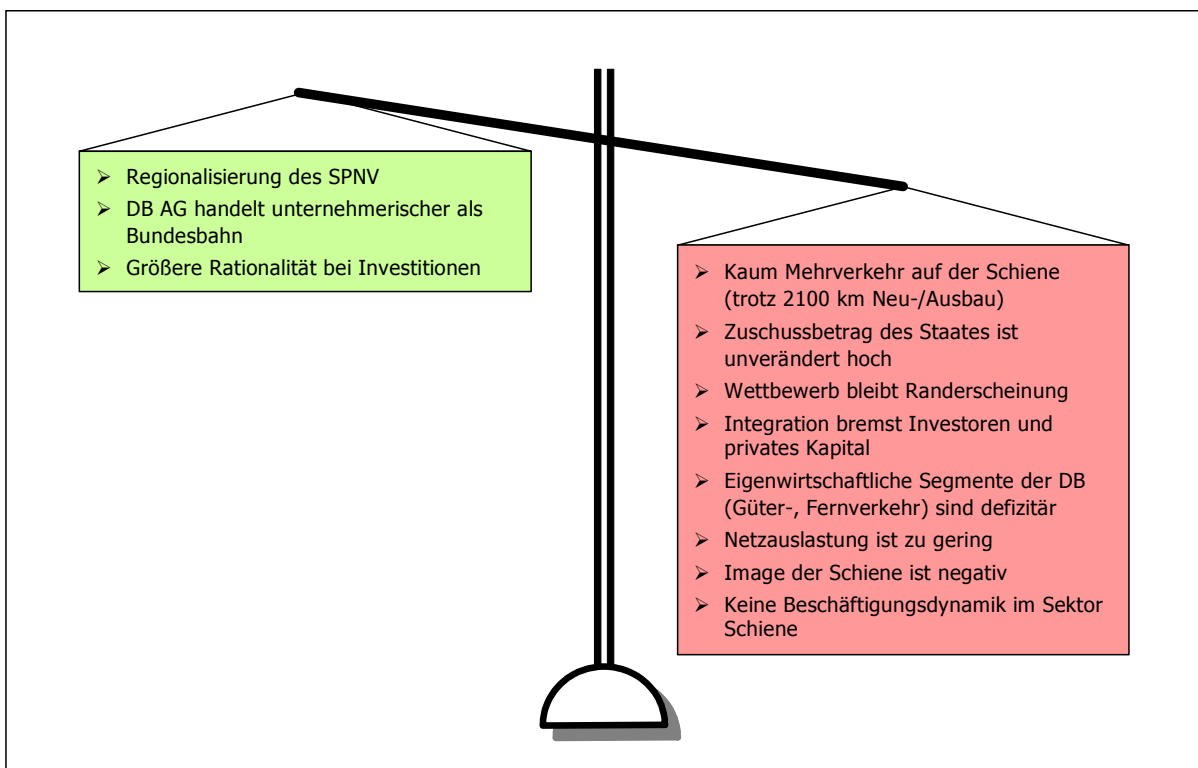 ➢ Regionalisierung des SPNV
➢ DB AG handelt unternehmerischer als
Bundesbahn
➢ Größere Rationalität bei Investitionen
➢ Kaum Mehrverkehr auf der Schiene
(trotz 2100 km Neu-/Ausbau)
➢ Zuschussbetrag des Staates ist
unverändert hoch
➢ Wettbewerb bleibt Randerscheinung
➢ Integration bremst Investoren und
privates Kapital
➢ Eigenwirtschaftliche Segmente der DB
(Güter-, Fernverkehr) sind defizitär
➢ Netzauslastung ist zu gering
➢ Image der Schiene ist negativ
➢ Keine Beschäftigungsdynamik im Sektor
Schiene